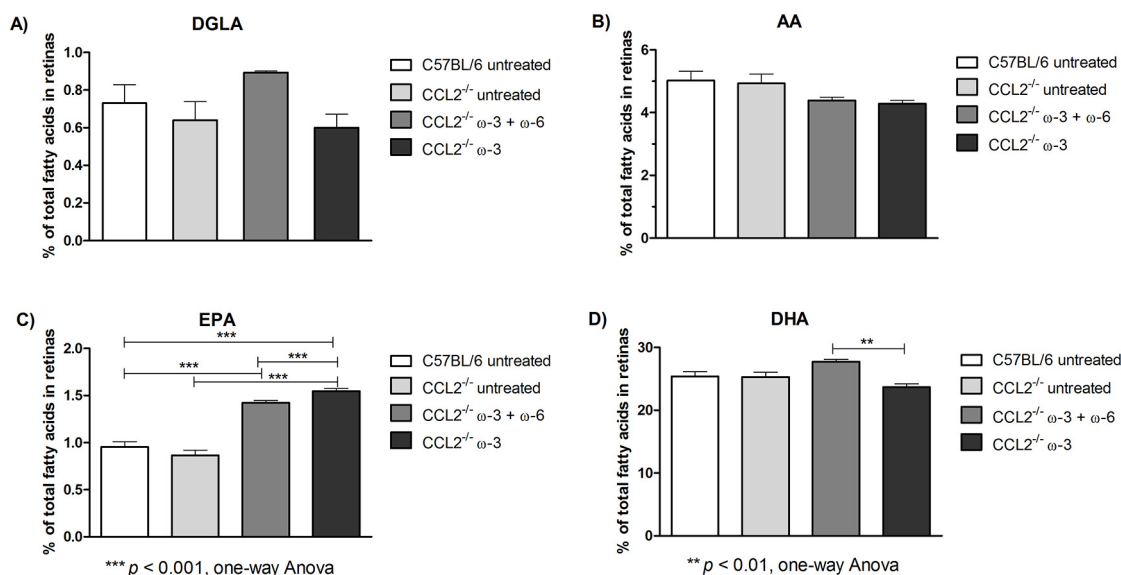 A)
DGLA
% of total fatty acids in retinas
1.0
0.8
0.6
0.4
0.2
0.0
C57BL/6 untreated
CCL2-/- untreated
CCL2-/- ω-3 + ω-6
CCL2-/- ω-3
B)
AA
% of total fatty acids in retinas
6
4
2
0
C57BL/6 untreated
CCL2-/- untreated
CCL2-/- ω-3 + ω-6
CCL2-/- ω-3
C)
EPA
% of total fatty acids in retinas
2.0
1.5
1.0
0.5
0.0
***
***
***
***
C57BL/6 untreated
CCL2-/- untreated
CCL2-/- ω-3 + ω-6
CCL2-/- ω-3
*** p < 0.001, one-way Anova
D)
DHA
% of total fatty acids in retinas
30
20
10
0
**
C57BL/6 untreated
CCL2-/- untreated
CCL2-/- ω-3 + ω-6
CCL2-/- ω-3
** p < 0.01, one-way Anova